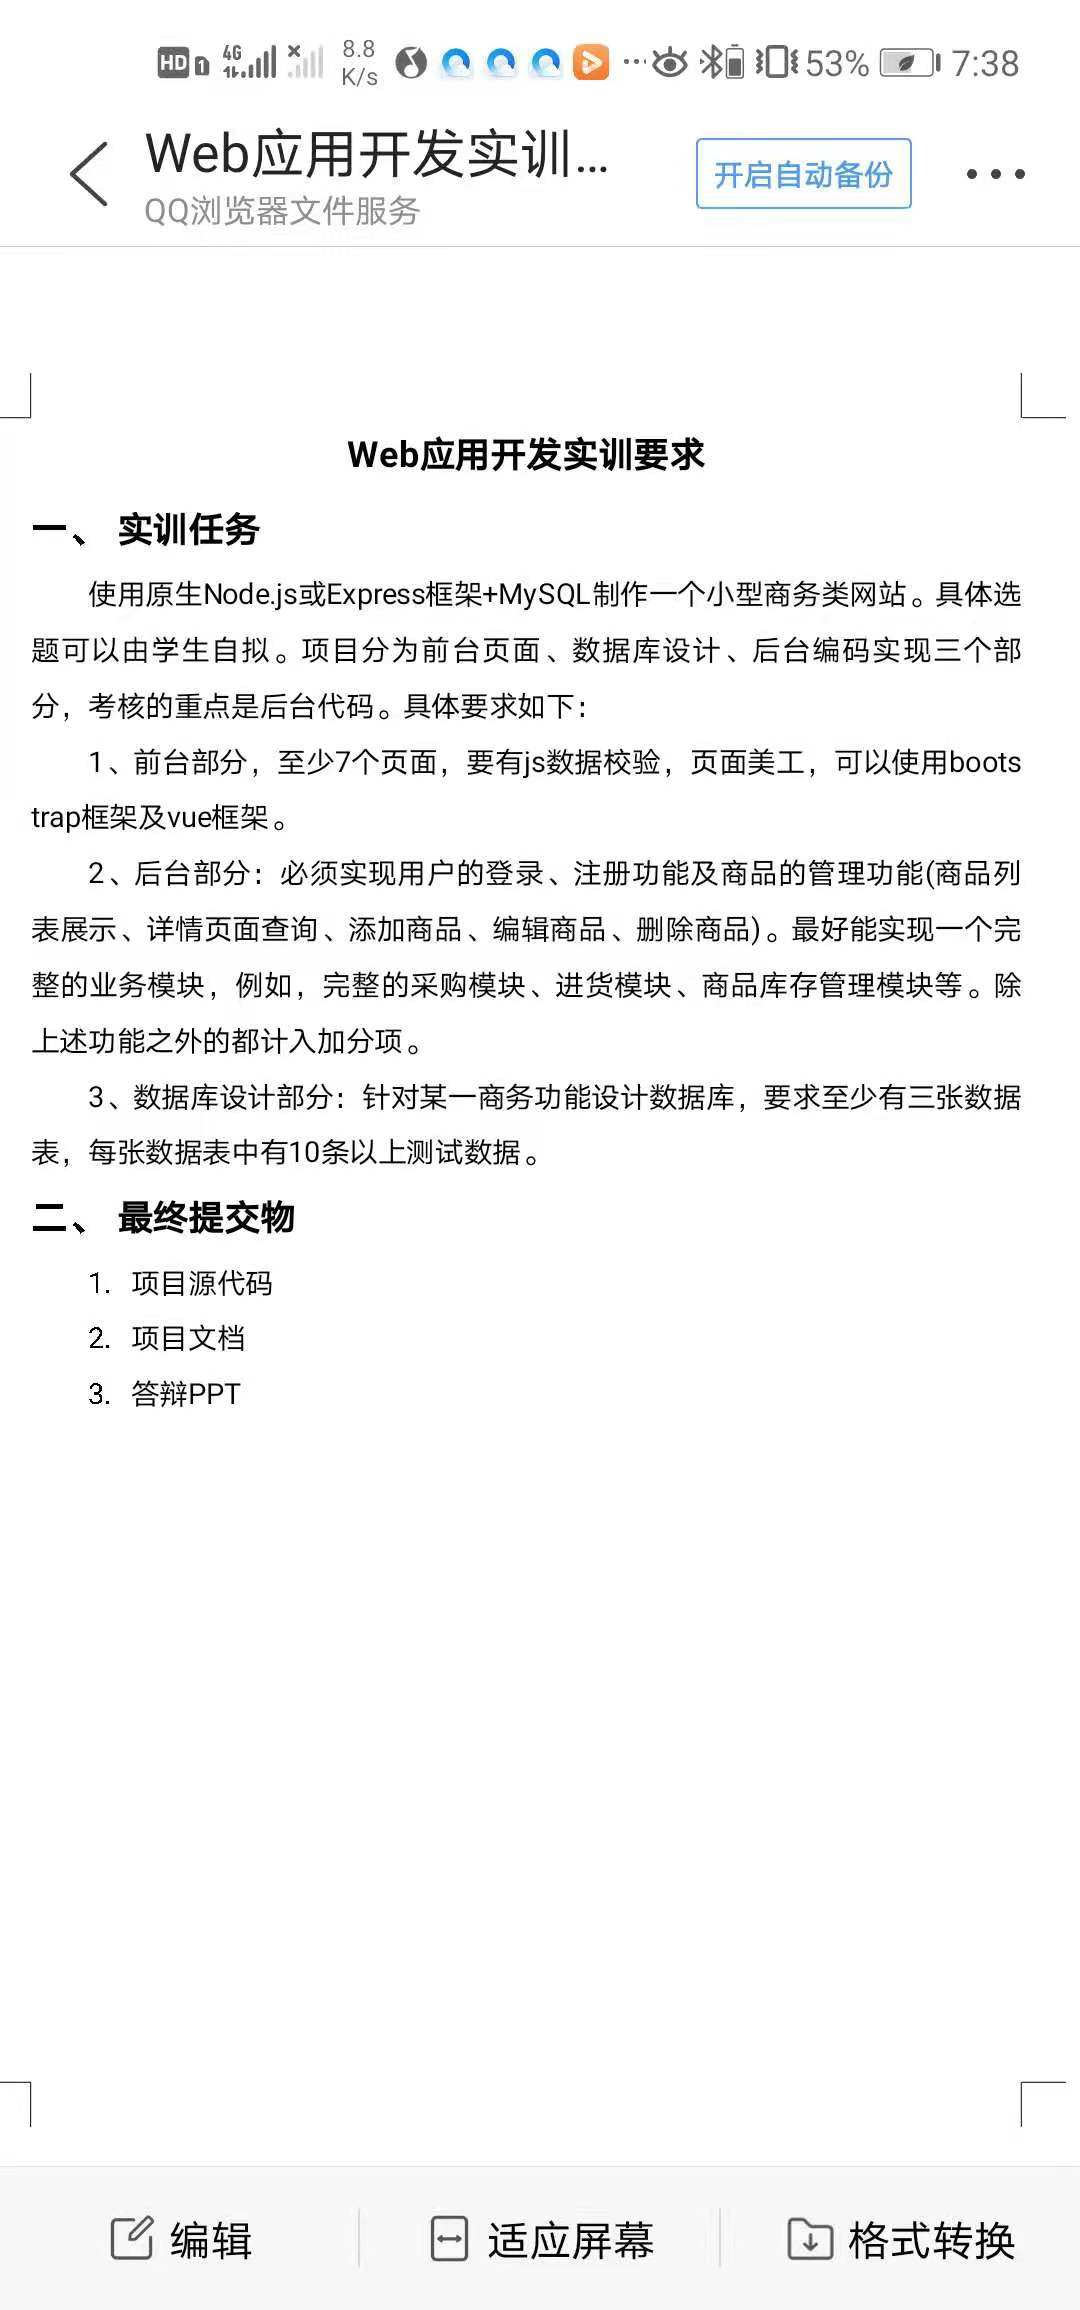 HD 1 4G 8.8 K/s 53% 7:38
Web应用开发实训...
QQ浏览器文件服务
开启自动备份
Web应用开发实训要求
一、 实训任务
使用原生Node.js或Express框架+MySQL制作一个小型商务类网站。具体选
题可以由学生自拟。项目分为前台页面、数据库设计、后台编码实现三个部
分，考核的重点是后台代码。具体要求如下：
1、前台部分，至少7个页面，要有js数据校验，页面美工，可以使用boots
trap框架及vue框架。
2、后台部分：必须实现用户的登录、注册功能及商品的管理功能(商品列
表展示、详情页面查询、添加商品、编辑商品、删除商品)。最好能实现一个完
整的业务模块，例如，完整的采购模块、进货模块、商品库存管理模块等。除
上述功能之外的都计入加分项。
3、数据库设计部分：针对某一商务功能设计数据库，要求至少有三张数据
表，每张数据表中有10条以上测试数据。
二、 最终提交物
1. 项目源代码
2. 项目文档
3. 答辩PPT
编辑
适应屏幕
格式转换